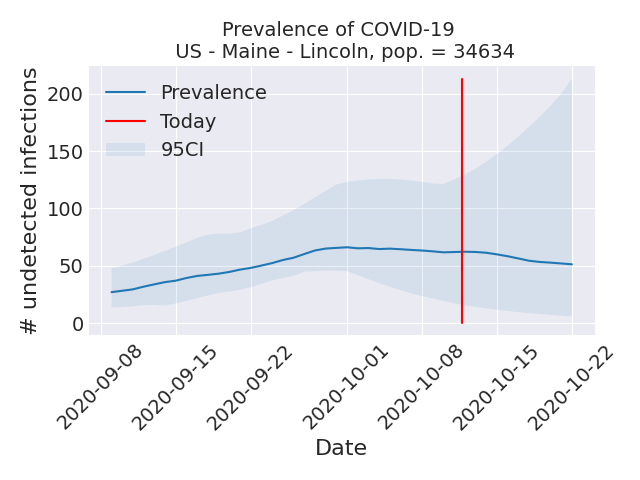 Prevalence of COVID-19
US - Maine - Lincoln, pop. = 34634
Prevalence
Today
95CI
# undetected infections
200
150
100
50
0
2020-09-08
2020-09-15
2020-09-22
2020-10-01
2020-10-08
2020-10-15
2020-10-22
Date